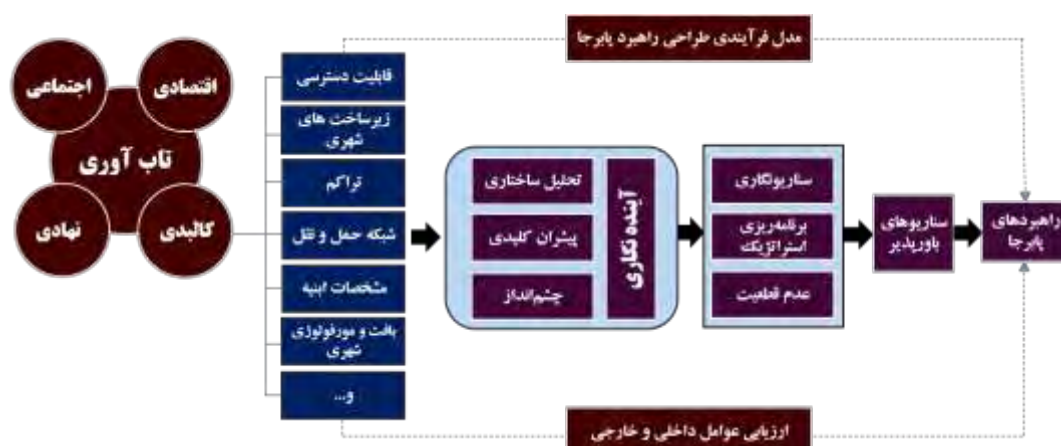 مدل فرآیندی طراحی راهبرد پابرجا
اقتصادی
اجتماعی
تاب آوری
کالبدی
نهادی
قابلیت دسترسی
زیرساخت های
شهری
تراکم
شبکه حمل و نقل
مشخصات ابنیه
بافت و مورفولوژی
شهری
و...
آینده نگاری
تحلیل ساختاری
پیشران کلیدی
چشم‌انداز
سناریونگاری
برنامه‌ریزی
استراتژیک
عدم قطعیت
سناریوهای
باورپذیر
راهبردهای
پابرجا
ارزیابی عوامل داخلی و خارجی